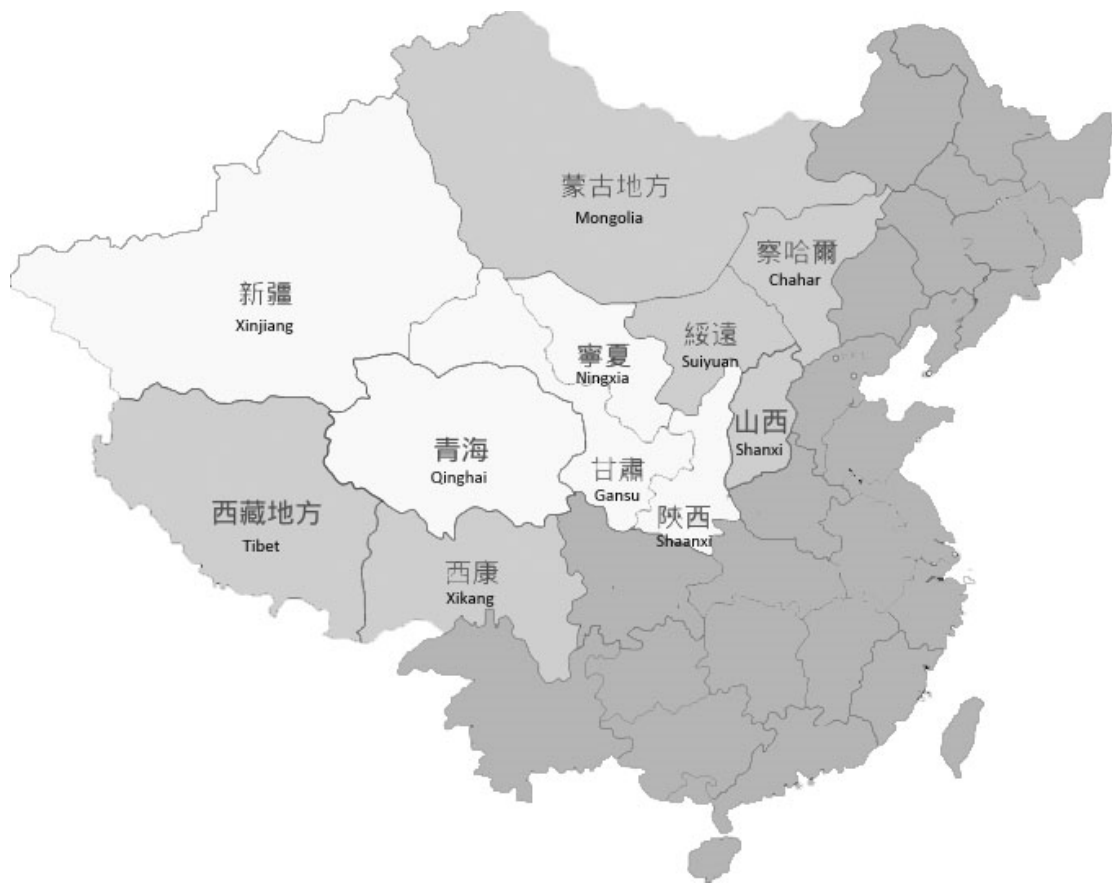 蒙古地方
Mongolia
察哈爾
Chahar
新疆
Xinjiang
綏遠
Suiyuan
寧夏
Ningxia
山西
Shanxi
青海
Qinghai
甘肅
Gansu
西藏地方
Tibet
陝西
Shaanxi
西康
Xikang